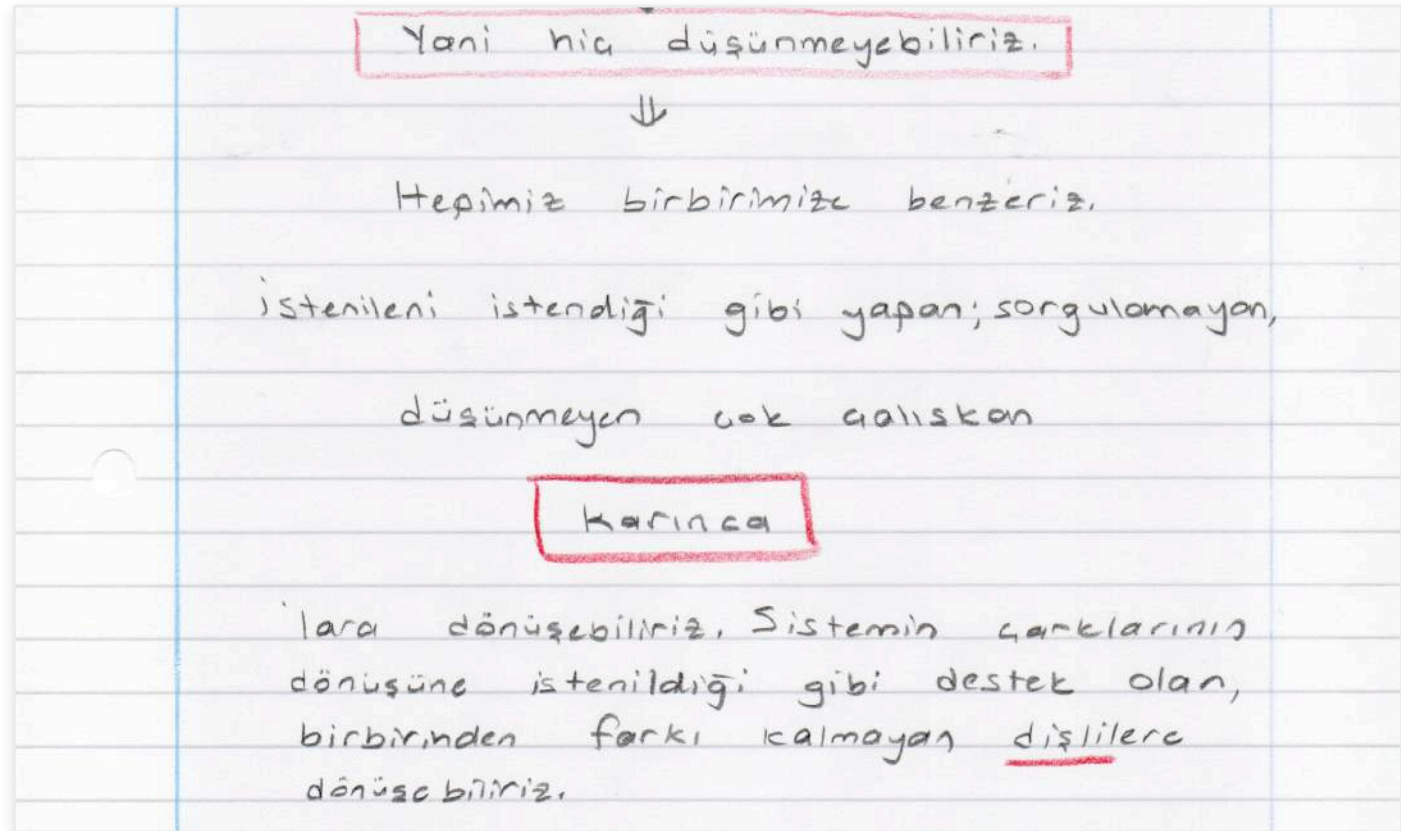 Yani hiç düşünmeyebiliriz.
⇓
Hepimiz birbirimize benzeriz.
İstenileni istendiği gibi yapan; sorgulamayan,
düşünmeyen çok çalışkan
Karınca
lara dönüşebiliriz. Sistemin çarklarının
dönüşüne istenildiği gibi destek olan,
birbirinden farkı kalmayan dişlilere
dönüşebiliriz.